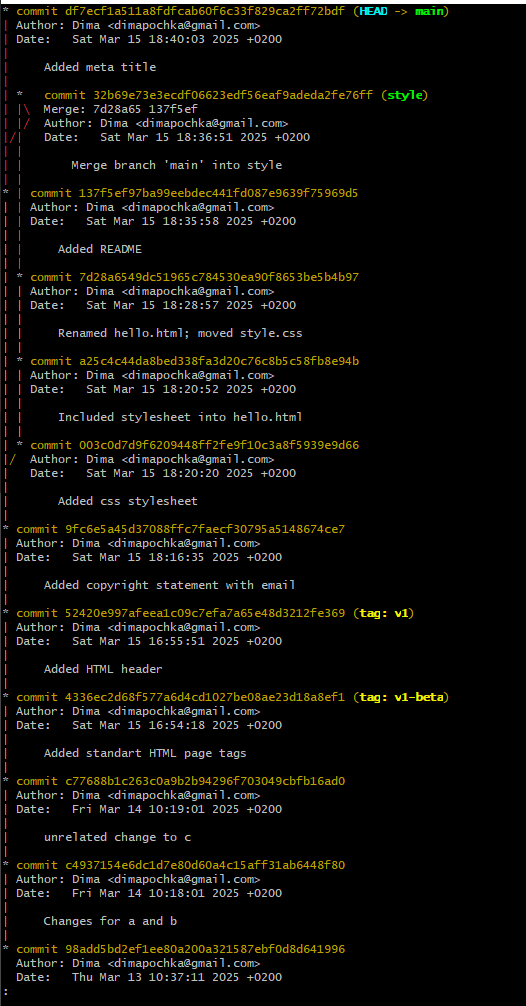 * commit df7ecf1a511a8fdfcab60f6c33f829ca2ff72bdf (HEAD -> main)
| Author: Dima <dimapochka@gmail.com>
| Date:   Sat Mar 15 18:40:03 2025 +0200
|
|     Added meta title
|
| *   commit 32b69e73e3ecdf06623edf56eaf9adeda2fe76ff (style)
| |\  Merge: 7d28a65 137f5ef
| |/  Author: Dima <dimapochka@gmail.com>
|/|   Date:   Sat Mar 15 18:36:51 2025 +0200
| |
| |       Merge branch 'main' into style
| |
* | commit 137f5ef97ba99eebdec441fd087e9639f75969d5
| | Author: Dima <dimapochka@gmail.com>
| | Date:   Sat Mar 15 18:35:58 2025 +0200
| |
| |     Added README
| |
| * commit 7d28a6549dc51965c784530ea90f8653be5b4b97
| | Author: Dima <dimapochka@gmail.com>
| | Date:   Sat Mar 15 18:28:57 2025 +0200
| |
| |     Renamed hello.html; moved style.css
| |
| * commit a25c4c44da8bed338fa3d20c76c8b5c58fb8e94b
| | Author: Dima <dimapochka@gmail.com>
| | Date:   Sat Mar 15 18:20:52 2025 +0200
| |
| |     Included stylesheet into hello.html
| |
| * commit 003c0d7d9f6209448ff2fe9f10c3a8f5939e9d66
|/  Author: Dima <dimapochka@gmail.com>
|   Date:   Sat Mar 15 18:20:20 2025 +0200
|
|       Added css stylesheet
|
* commit 9fc6e5a45d37088ffc7faecf30795a5148674ce7
| Author: Dima <dimapochka@gmail.com>
| Date:   Sat Mar 15 18:16:35 2025 +0200
|
|     Added copyright statement with email
|
* commit 52420e997afeea1c09c7efa7a65e48d3212fe369 (tag: v1)
| Author: Dima <dimapochka@gmail.com>
| Date:   Sat Mar 15 16:55:51 2025 +0200
|
|     Added HTML header
|
* commit 4336ec2d68f577a6d4cd1027be08ae23d18a8ef1 (tag: v1-beta)
| Author: Dima <dimapochka@gmail.com>
| Date:   Sat Mar 15 16:54:18 2025 +0200
|
|     Added standart HTML page tags
|
* commit c77688b1c263c0a9b2b94296f703049cbfb16ad0
| Author: Dima <dimapochka@gmail.com>
| Date:   Fri Mar 14 10:19:01 2025 +0200
|
|     unrelated change to c
|
* commit c4937154e6dc1d7e80d60a4c15aff31ab6448f80
| Author: Dima <dimapochka@gmail.com>
| Date:   Fri Mar 14 10:18:01 2025 +0200
|
|     Changes for a and b
|
* commit 98add5bd2ef1ee80a200a321587ebf0d8d641996
  Author: Dima <dimapochka@gmail.com>
  Date:   Thu Mar 13 10:37:11 2025 +0200
: